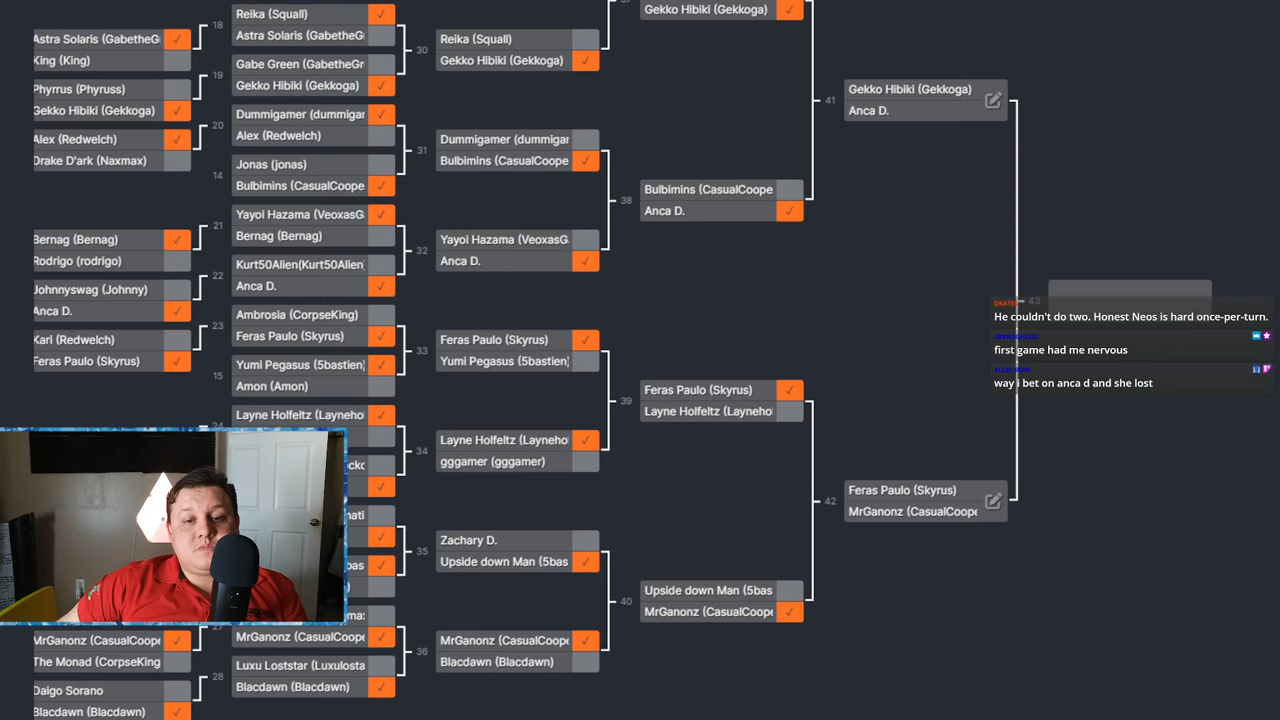 18
Astra Solaris (GabetheG
King (King)
19
Phyrrus (Phyruss)
Gekko Hibiki (Gekkoga)
20
Alex (Redwelch)
Drake D'ark (Naxmax)
14
21
Bernag (Bernag)
Rodrigo (rodrigo)
22
Johnnyswag (Johnny)
Anca D.
23
Kari (Redwelch)
Feras Paulo (Skyrus)
15
MrGanonz (CasualCoope
The Monad (CorpseKing
28
Daigo Sorano
Blacdawn (Blacdawn)
Reika (Squall)
Astra Solaris (GabetheG
30
Gabe Green (GabetheGr
Gekko Hibiki (Gekkoga)
Dummigamer (dummigar
Alex (Redwelch)
31
Jonas (jonas)
Bulbimins (CasualCoope
Yayoi Hazama (VeoxasG
Bernag (Bernag)
32
Kurt50Alien(Kurt50Alien
Anca D.
Ambrosia (CorpseKing)
Feras Paulo (Skyrus)
33
Yumi Pegasus (5bastien
Amon (Amon)
Layne Holfeltz (Layneho
34
35
MrGanonz (CasualCoope
36
Luxu Loststar (Luxulosta
Blacdawn (Blacdawn)
Reika (Squall)
Gekko Hibiki (Gekkoga)
Dummigamer (dummigar
Bulbimins (CasualCoope
38
Yayoi Hazama (VeoxasG
Anca D.
Feras Paulo (Skyrus)
Yumi Pegasus (5bastien
39
Layne Holfeltz (Layneho
gggamer (gggamer)
Zachary D.
Upside down Man (5bas
40
MrGanonz (CasualCoope
Blacdawn (Blacdawn)
Gekko Hibiki (Gekkoga)
41
Bulbimins (CasualCoope
Anca D.
Feras Paulo (Skyrus)
Layne Holfeltz (Layneho
42
Upside down Man (5bas
MrGanonz (CasualCoope
Gekko Hibiki (Gekkoga)
Anca D.
43
Feras Paulo (Skyrus)
MrGanonz (CasualCoope
He couldn't do two. Honest Neos is hard once-per-turn.
first game had me nervous
way i bet on anca d and she lost